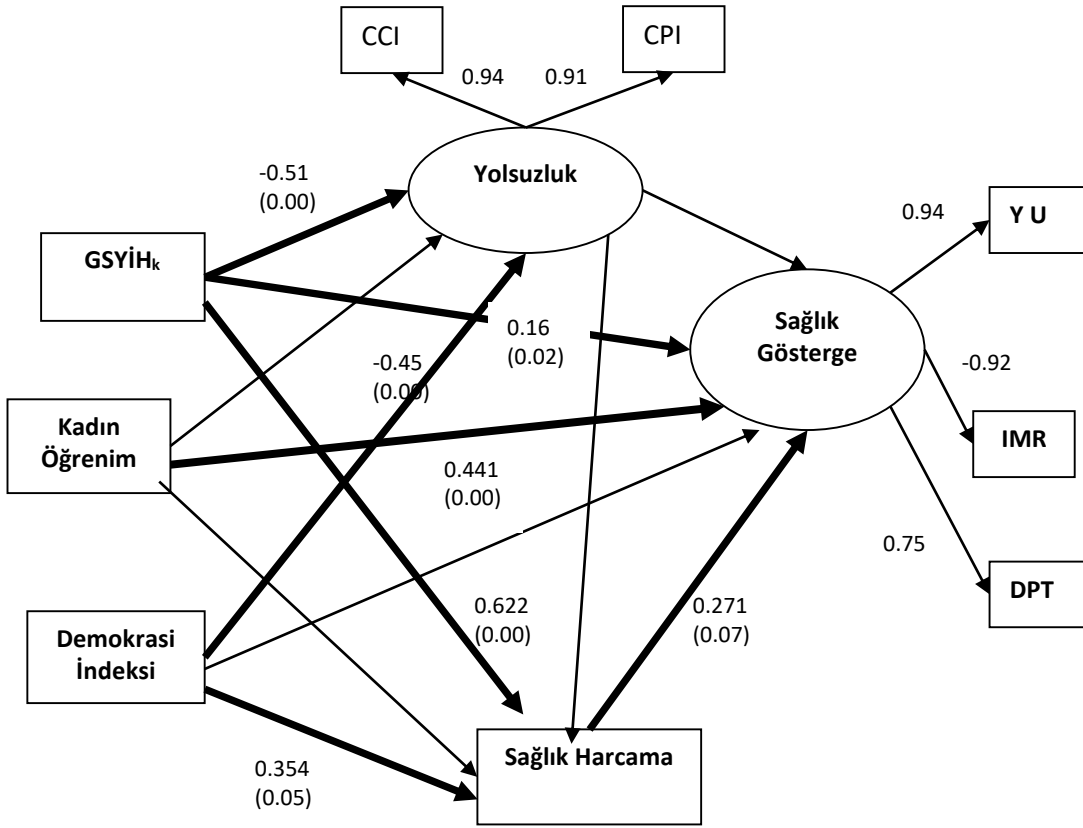 CCI
CPI
0.94
0.91
-0.51
(0.00)
Yolsuzluk
0.94
Y U
GSYİHₖ
0.16
(0.02)
Sağlık
Gösterge
-0.45
(0.00)
-0.92
Kadın
Öğrenim
IMR
0.441
(0.00)
0.75
DPT
Demokrasi
İndeksi
0.622
(0.00)
0.271
(0.07)
Sağlık Harcama
0.354
(0.05)